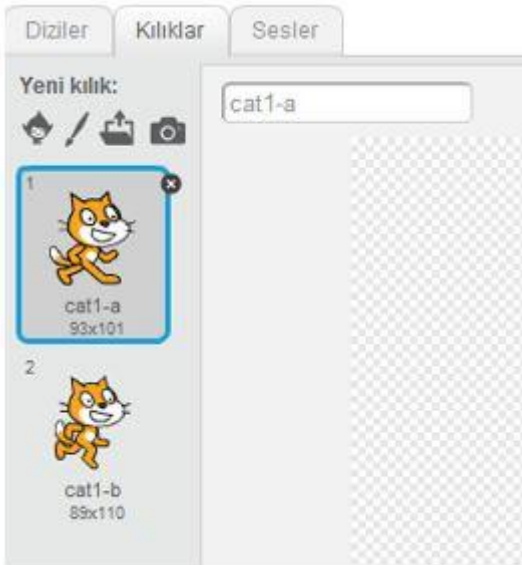 Diziler Kılıklar Sesler
Yeni kılık:
cat1-a
1
cat1-a
93x101
2
cat1-b
89x110